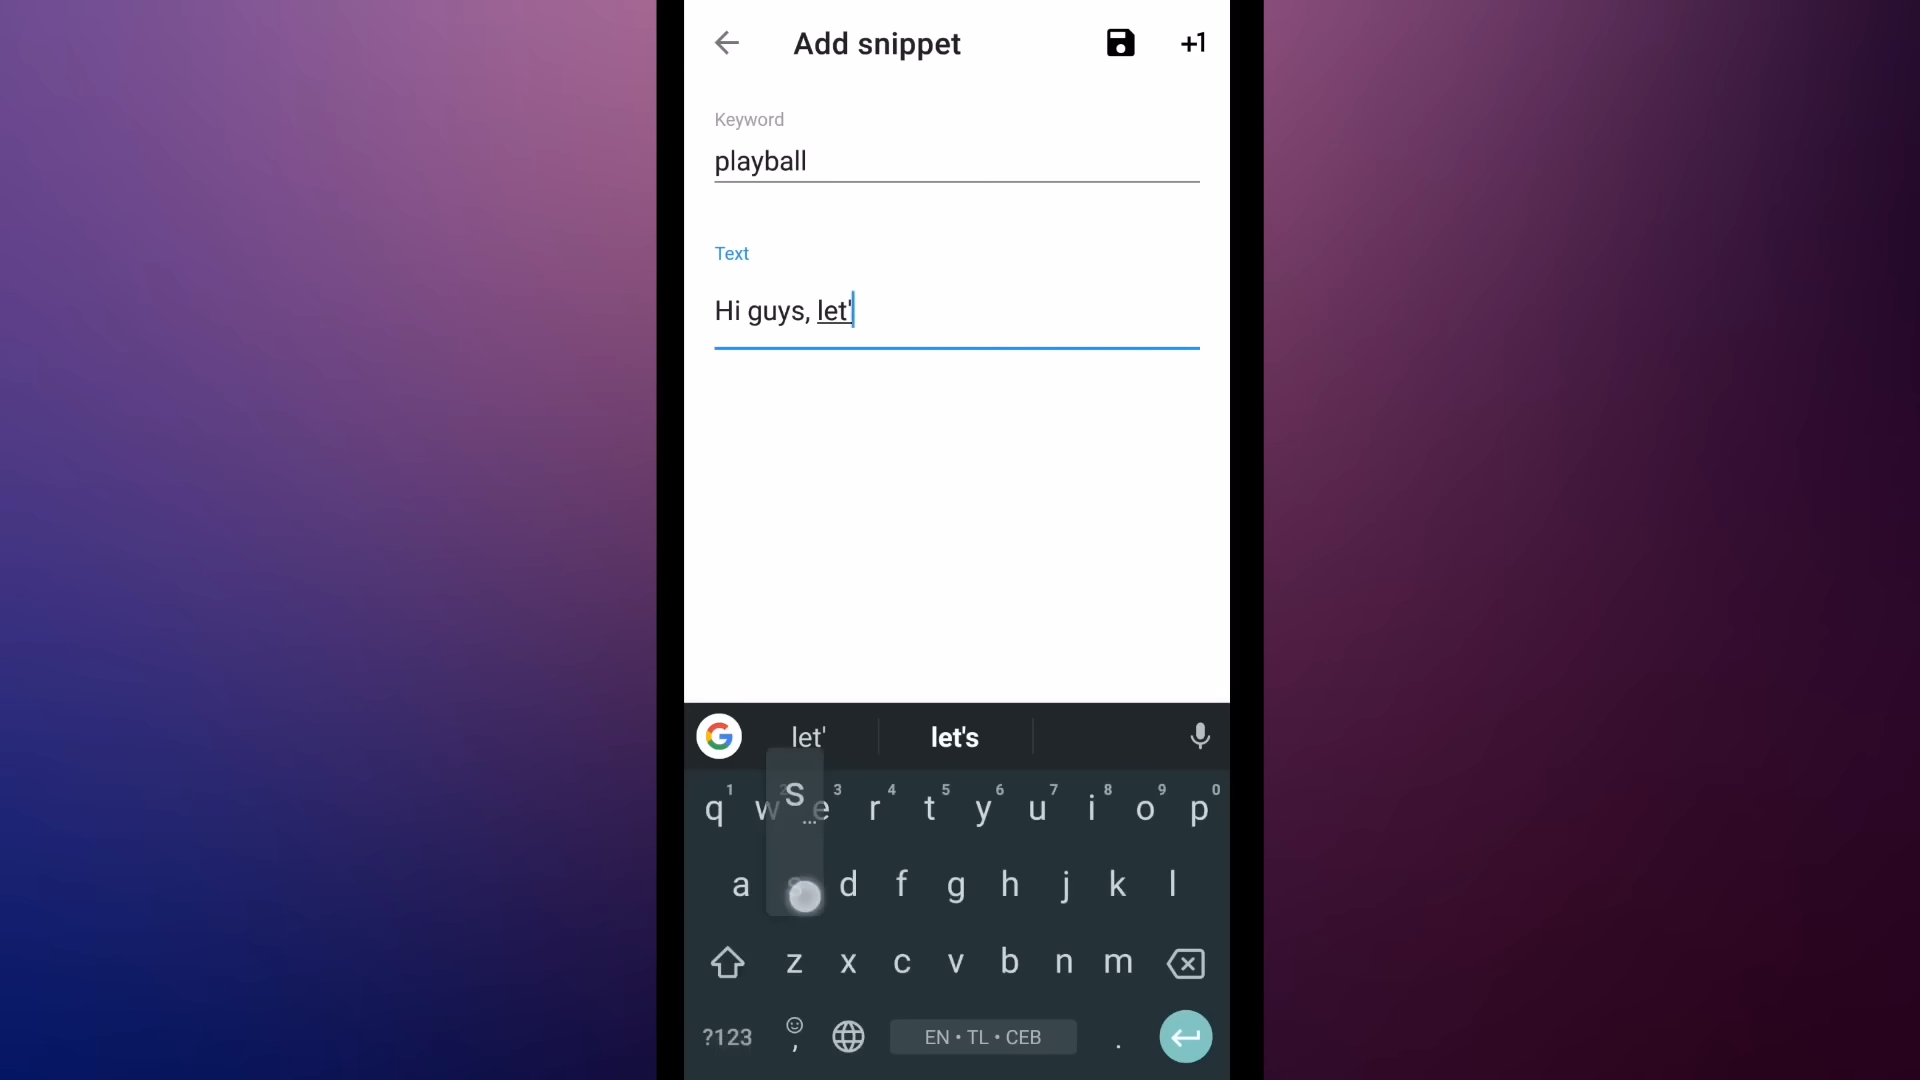 Add snippet
+1
Keyword
playball
Text
Hi guys, let'
G let' let's
S
...
q 1 w 2 e 3 r 4 t 5 y 6 u 7 i 8 o 9 p 0
a s d f g h j k l
z x c v b n m
?123 , EN • TL • CEB .